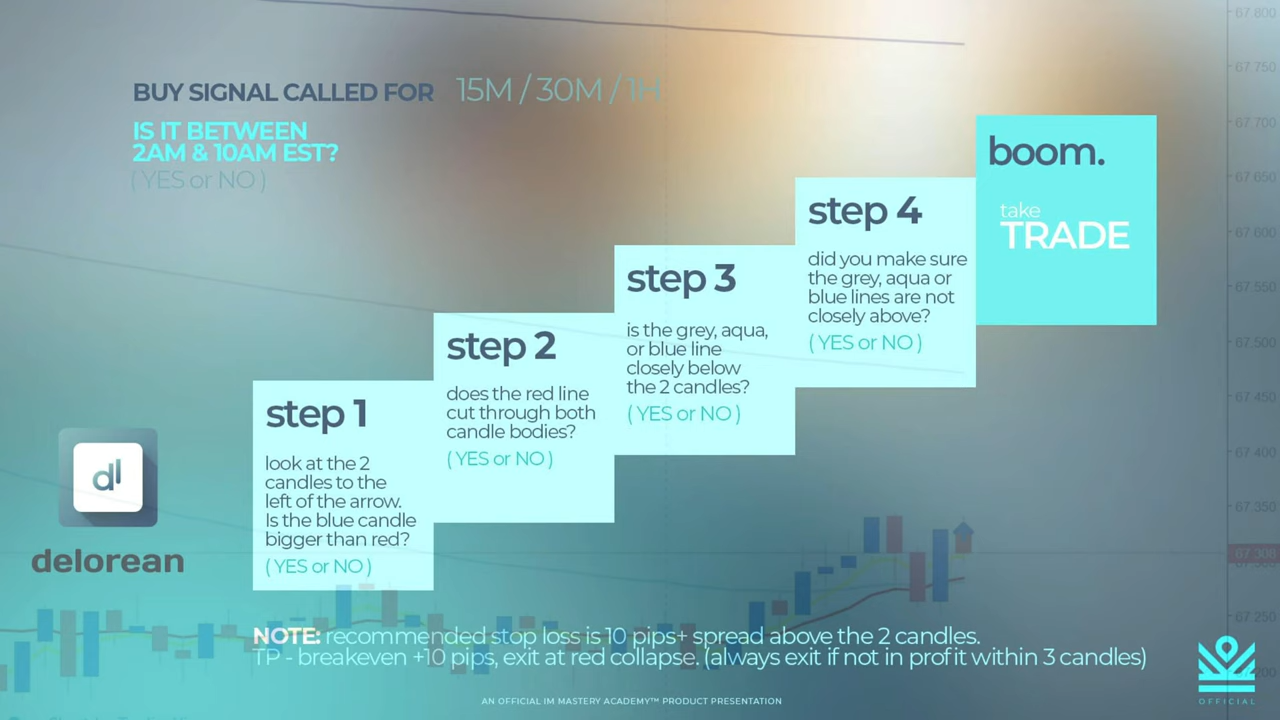 BUY SIGNAL CALLED FOR 15M / 30M / 1H
IS IT BETWEEN
2AM & 10AM EST?
( YES or NO )
boom.
take
TRADE
step 4
did you make sure
the grey, aqua or
blue lines are not
closely above?
( YES or NO )
step 3
is the grey, aqua,
or blue line
closely below
the 2 candles?
( YES or NO )
step 2
does the red line
cut through both
candle bodies?
( YES or NO )
step 1
look at the 2
candles to the
left of the arrow.
Is the blue candle
bigger than red?
( YES or NO )
dl
delorean
NOTE: recommended stop loss is 10 pips+ spread above the 2 candles.
TP - breakeven +10 pips, exit at red collapse. (always exit if not in profit within 3 candles)
AN OFFICIAL IM MASTERY ACADEMY™ PRODUCT PRESENTATION
OFFICIAL
67 800
67.750
67.700
67.650
67 600
67.550
67.500
67.450
67 400
67.350
67 308
67.250